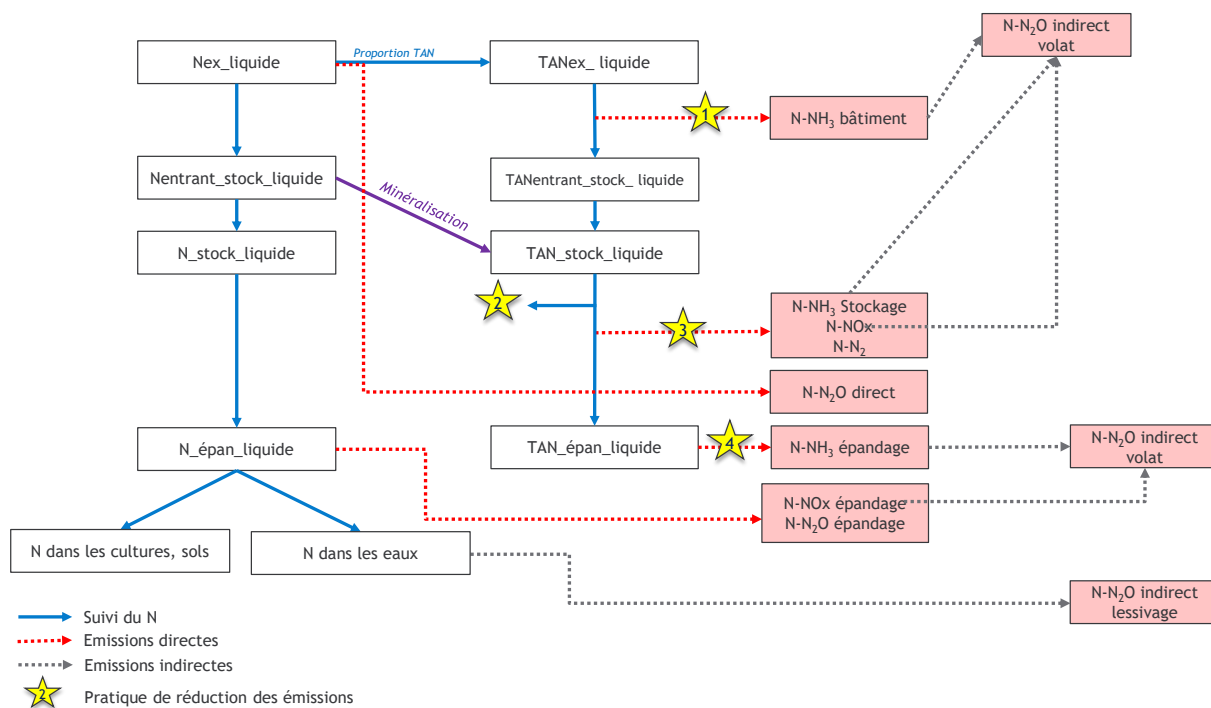 N-N₂O indirect
volat
Proportion TAN
Nex_liquide
TANex_ liquide
1
N-NH₃ bâtiment
Nentrant_stock_liquide
TANentrant_stock_ liquide
Minéralisation
N_stock_liquide
TAN_stock_liquide
2
3
N-NH₃ Stockage
N-NOx
N-N₂
N-N₂O direct
N_épan_liquide
TAN_épan_liquide
4
N-NH₃ épandage
N-N₂O indirect
volat
N-NOx épandage
N-N₂O épandage
N dans les cultures, sols
N dans les eaux
N-N₂O indirect
lessivage
Suivi du N
Emissions directes
Emissions indirectes
2
Pratique de réduction des émissions